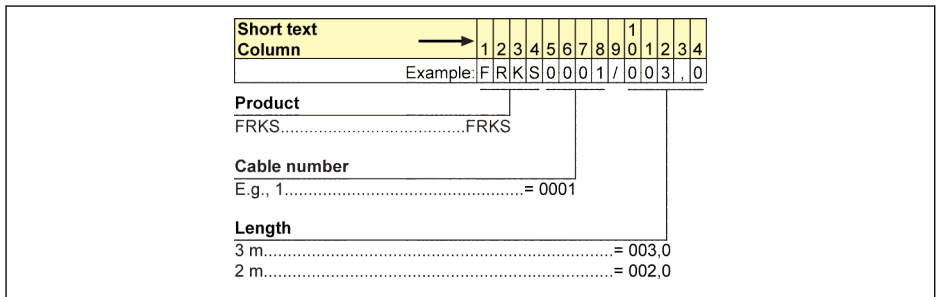 Short text
Column 1 2 3 4 5 6 7 8 9 10 1 2 3 4
Example: F R K S 0 0 0 1 / 0 0 3 , 0
Product
FRKS.....................................FRKS
Cable number
E.g., 1................................................= 0001
Length
3 m......................................................................= 003,0
2 m......................................................................= 002,0